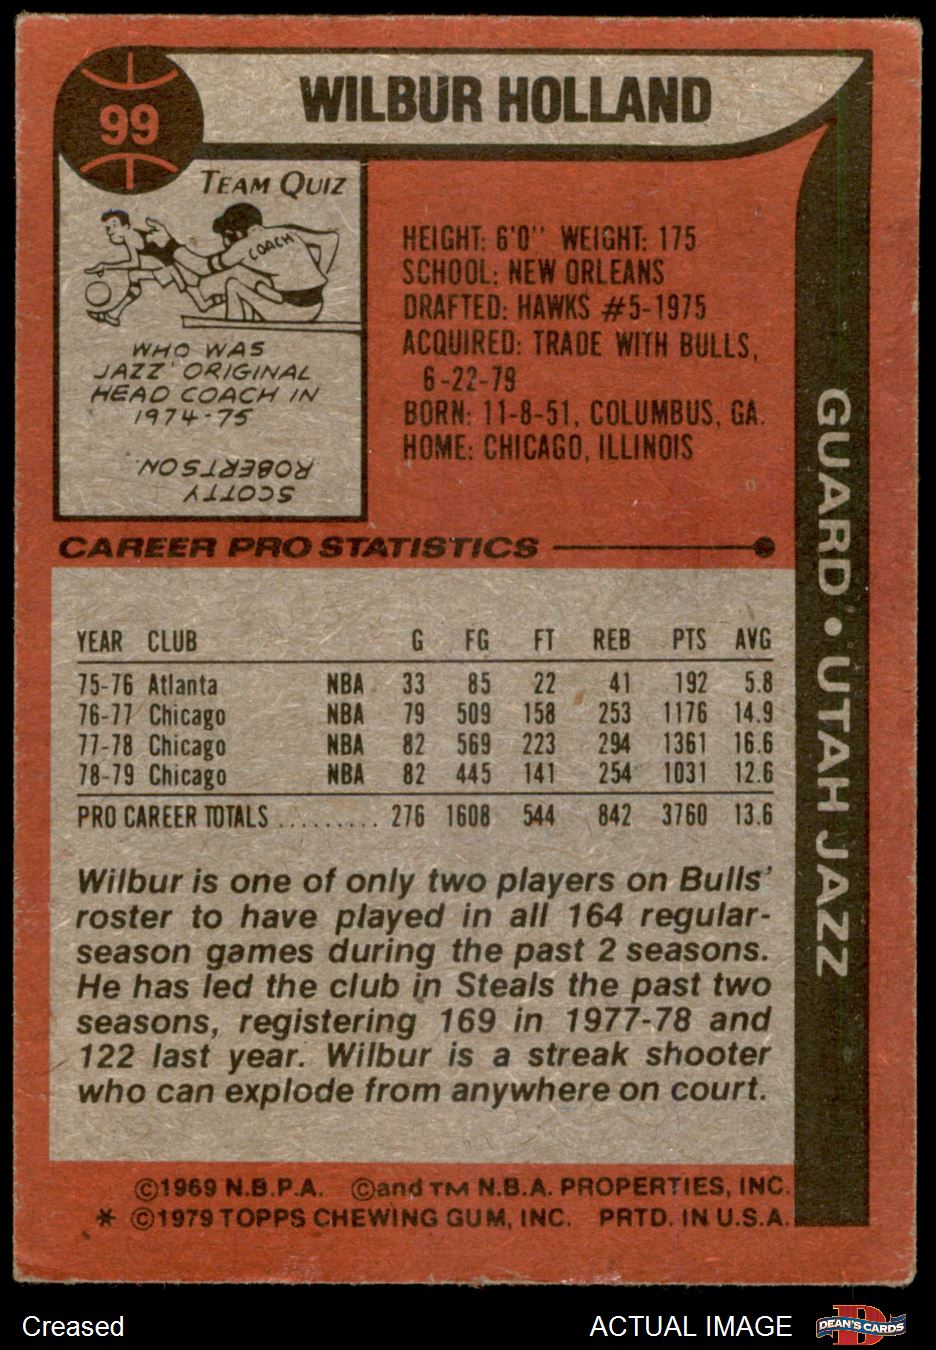 99
WILBUR HOLLAND
TEAM QUIZ
COACH
WHO WAS
JAZZ' ORIGINAL
HEAD COACH IN
1974-75
SCOTTY
ROBERTSON.
HEIGHT: 6'0" WEIGHT: 175
SCHOOL: NEW ORLEANS
DRAFTED: HAWKS #5-1975
ACQUIRED: TRADE WITH BULLS,
6-22-79
BORN: 11-8-51, COLUMBUS, GA.
HOME: CHICAGO, ILLINOIS
GUARD • UTAH JAZZ
CAREER PRO STATISTICS
YEAR CLUB G FG FT REB PTS AVG
75-76 Atlanta NBA 33 85 22 41 192 5.8
76-77 Chicago NBA 79 509 158 253 1176 14.9
77-78 Chicago NBA 82 569 223 294 1361 16.6
78-79 Chicago NBA 82 445 141 254 1031 12.6
PRO CAREER TOTALS .......... 276 1608 544 842 3760 13.6
Wilbur is one of only two players on Bulls'
roster to have played in all 164 regular-
season games during the past 2 seasons.
He has led the club in Steals the past two
seasons, registering 169 in 1977-78 and
122 last year. Wilbur is a streak shooter
who can explode from anywhere on court.
©1969 N.B.P.A. ©and TM N.B.A. PROPERTIES, INC.
* ©1979 TOPPS CHEWING GUM, INC. PRTD. IN U.S.A.
Creased
ACTUAL IMAGE
DEAN'S CARDS